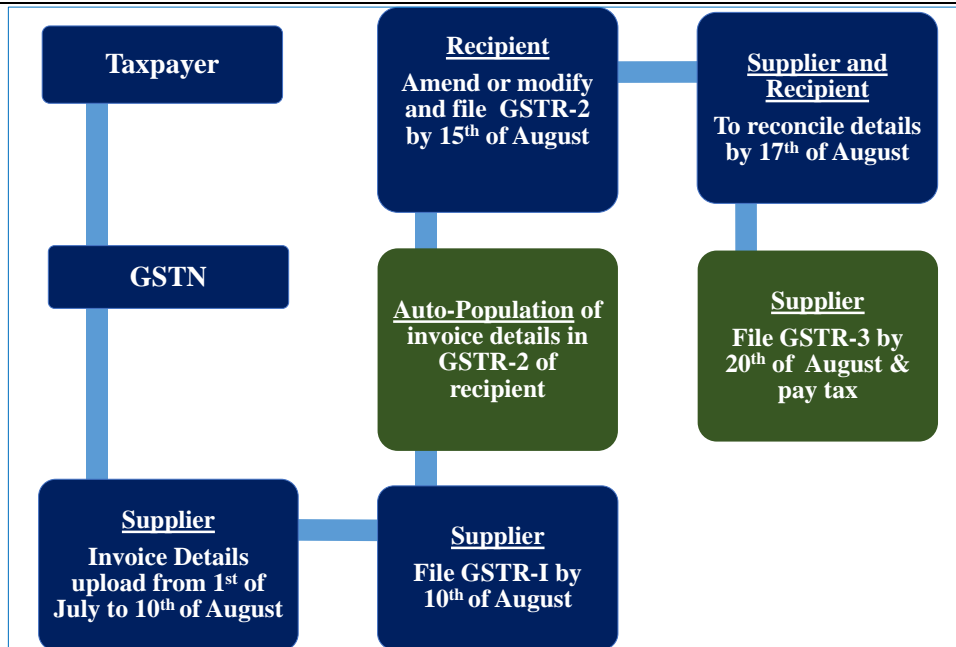 Taxpayer
GSTN
Supplier
Invoice Details
upload from 1st of
July to 10th of August
Supplier
File GSTR-I by
10th of August
Auto-Population of
invoice details in
GSTR-2 of
recipient
Recipient
Amend or modify
and file GSTR-2
by 15th of August
Supplier and
Recipient
To reconcile details
by 17th of August
Supplier
File GSTR-3 by
20th of August &
pay tax